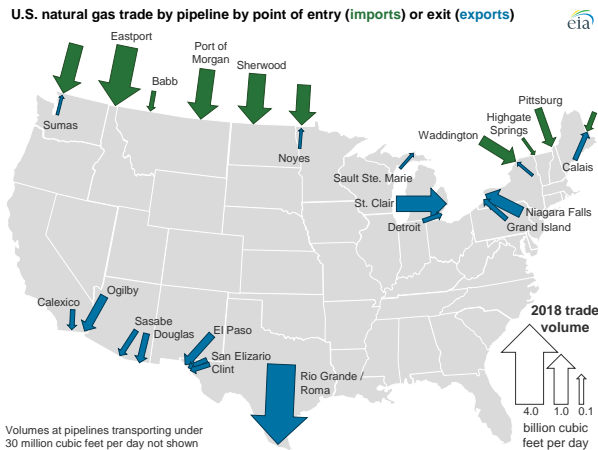 U.S. natural gas trade by pipeline by point of entry (imports) or exit (exports)
eia
Eastport
Babb
Port of
Morgan
Sherwood
Sumas
Noyes
Pittsburg
Highgate
Springs
Waddington
Calais
Sault Ste. Marie
St. Clair
Detroit
Niagara Falls
Grand Island
Calexico
Ogilby
Sasabe
Douglas
El Paso
San Elizario
Clint
Rio Grande /
Roma
2018 trade
volume
4.0
1.0
0.1
billion cubic
feet per day
Volumes at pipelines transporting under
30 million cubic feet per day not shown